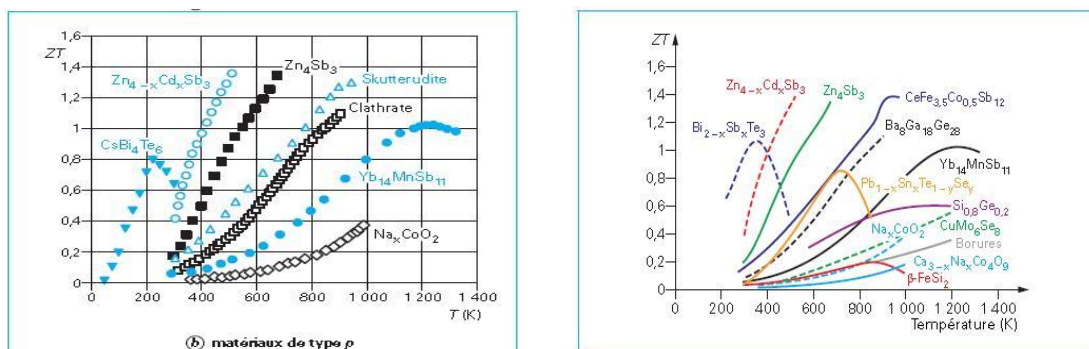 ZT
1,6
1,4
1,2
1
0,8
0,6
0,4
0,2
0
0
200
400
600
800
1 000
1 200
1 400
T (K)
Zn4–xCdxSb3
Zn4Sb3
Skutterudite
Clathrate
CsBi4Te6
Yb14MnSb11
NaxCoO2
ⓑ matériaux de type p
ZT
1,6
1,4
1,2
1
0,8
0,6
0,4
0,2
0
200
400
600
800
1 000
1 200
1 400
Température (K)
Zn4–xCdxSb3
Zn4Sb3
CeFe3,5Co0,5Sb12
Bi2–xSbxTe3
Ba8Ga18Ge28
Yb14MnSb11
Pb1–xSnxTe1–ySey
Si0,8Ge0,2
NaxCoO2
CuMo6Se8
Borures
Ca3–xNaxCo4O9
β-FeSi2